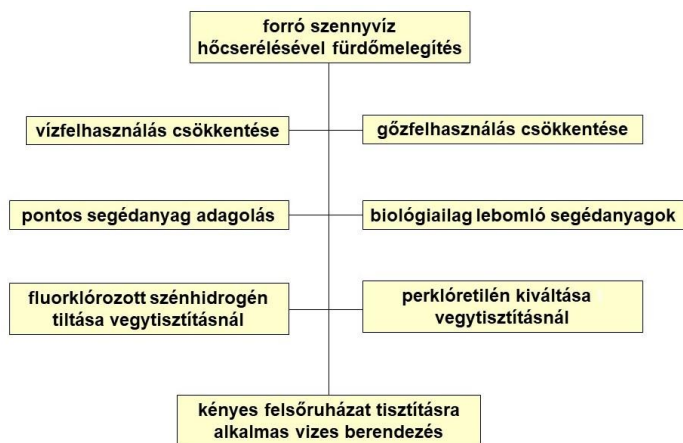 forró szennyvíz
hőcserélésével fürdőmelegítés
vízfelhasználás csökkentése
gőzfelhasználás csökkentése
pontos segédanyag adagolás
biológiailag lebomló segédanyagok
fluorklórozott szénhidrogén
tiltása vegytisztításnál
perklóretilén kiváltása
vegytisztításnál
kényes felsőruházat tisztításra
alkalmas vizes berendezés